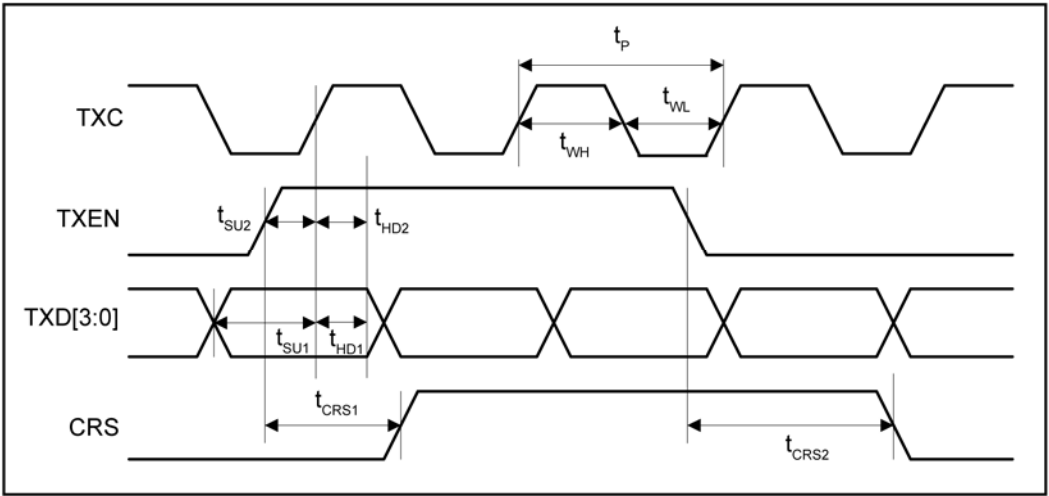 tP
TXC
tWL
tWH
TXEN
tSU2
tHD2
TXD[3:0]
tSU1
tHD1
tCRS1
CRS
tCRS2